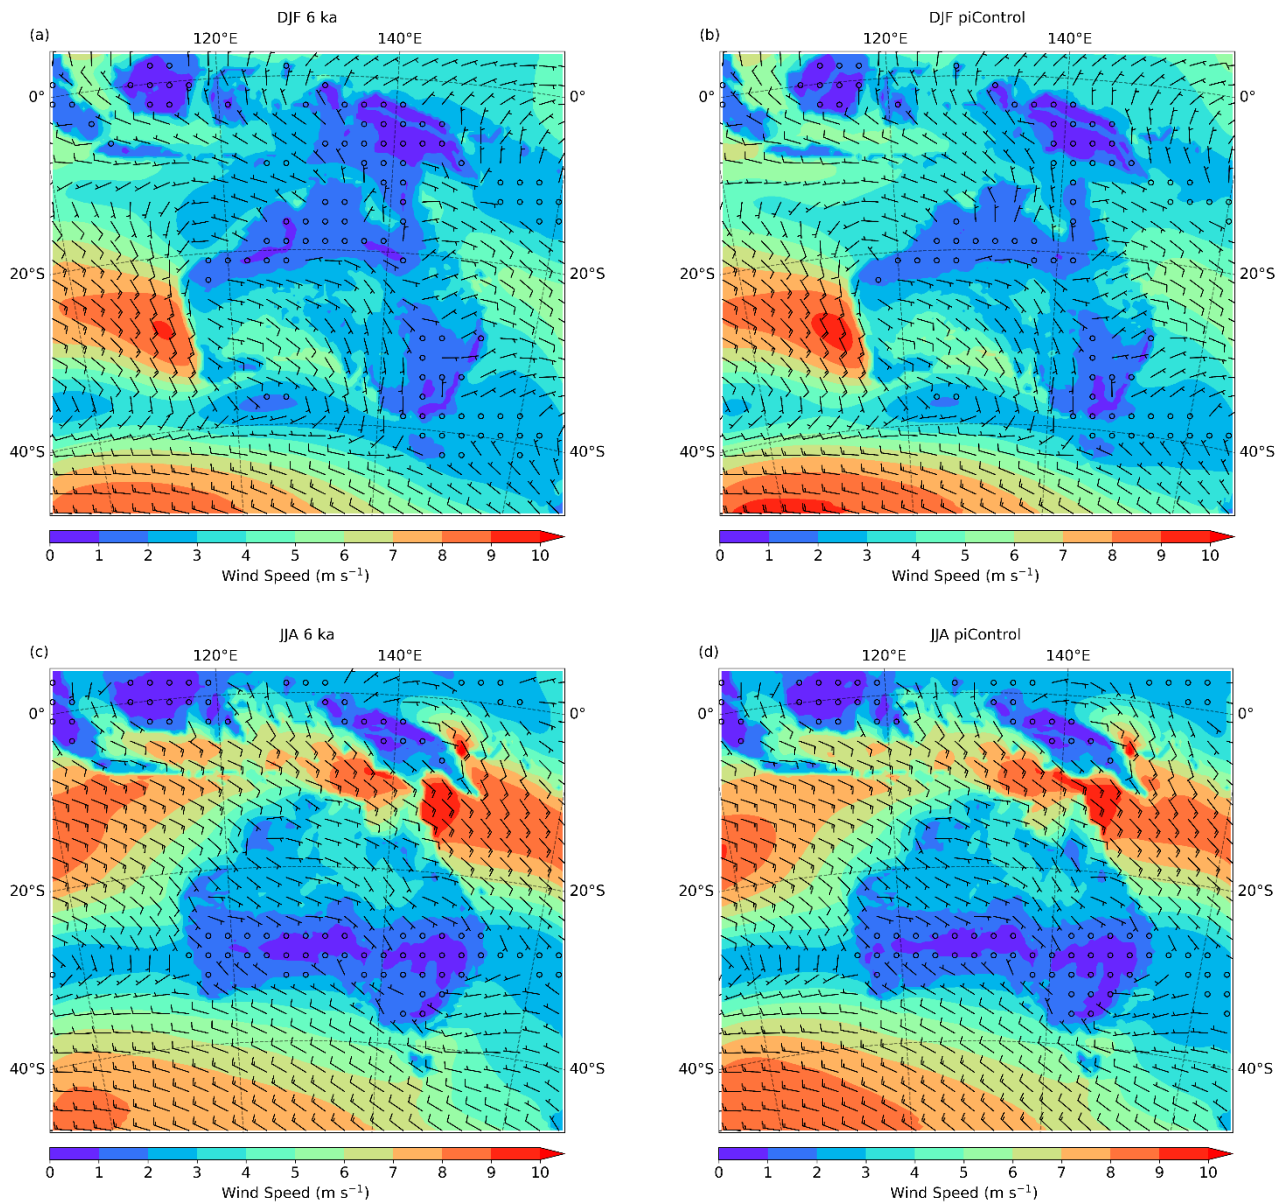 DJF 6 ka
(a)
120°E 140°E
0° 0°
20°S 20°S
40°S 40°S
0 1 2 3 4 5 6 7 8 9 10
Wind Speed (m s⁻¹)
DJF piControl
(b)
120°E 140°E
0° 0°
20°S 20°S
40°S 40°S
0 1 2 3 4 5 6 7 8 9 10
Wind Speed (m s⁻¹)
JJA 6 ka
(c)
120°E 140°E
0° 0°
20°S 20°S
40°S 40°S
0 1 2 3 4 5 6 7 8 9 10
Wind Speed (m s⁻¹)
JJA piControl
(d)
120°E 140°E
0° 0°
20°S 20°S
40°S 40°S
0 1 2 3 4 5 6 7 8 9 10
Wind Speed (m s⁻¹)